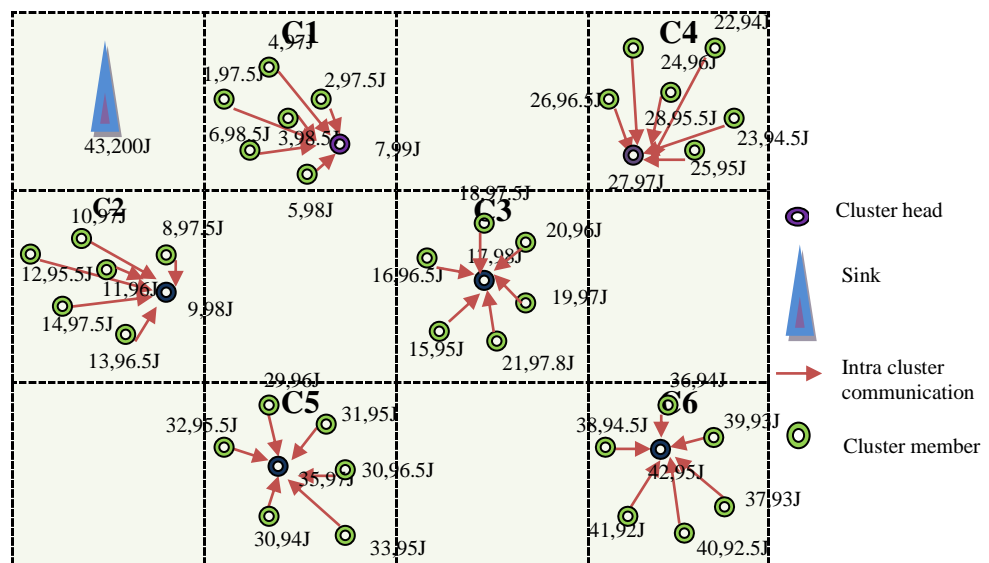 C1
4,97J
1,97.5J
2,97.5J
6,98.5J
3,98.5J
7,99J
5,98J
43,200J
C4
22,94J
24,96J
26,96.5J
28,95.5J
23,94.5J
25,95J
27,97J
C2
10,97J
8,97.5J
12,95.5J
11,96J
9,98J
14,97.5J
13,96.5J
18,97.5J
C3
20,96J
17,98J
16,96.5J
19,97J
15,95J
21,97.8J
29,96J
C5
32,95.5J
31,95J
35,97J
30,96.5J
30,94J
33,95J
36,94J
C6
38,94.5J
39,93J
42,95J
37,93J
41,92J
40,92.5J
Cluster head
Sink
Intra cluster
communication
Cluster member